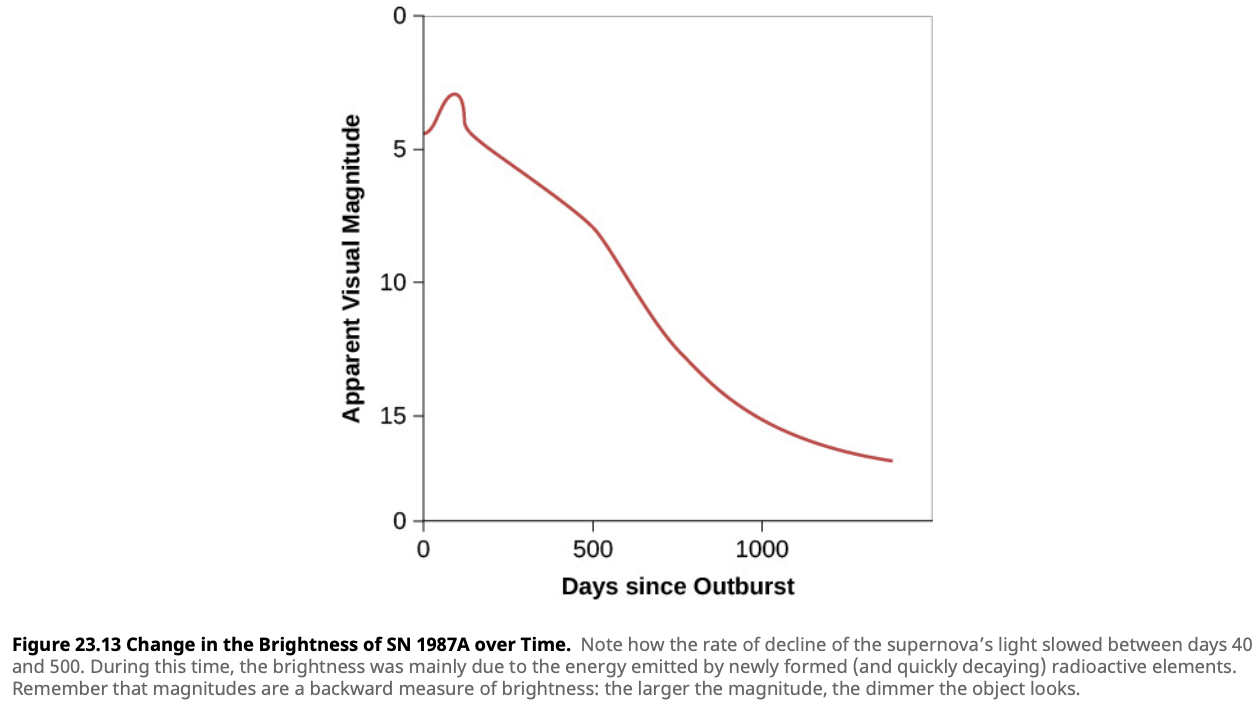 0
5
10
15
0
Apparent Visual Magnitude
0 500 1000
Days since Outburst
Figure 23.13 Change in the Brightness of SN 1987A over Time. Note how the rate of decline of the supernova’s light slowed between days 40
and 500. During this time, the brightness was mainly due to the energy emitted by newly formed (and quickly decaying) radioactive elements.
Remember that magnitudes are a backward measure of brightness: the larger the magnitude, the dimmer the object looks.